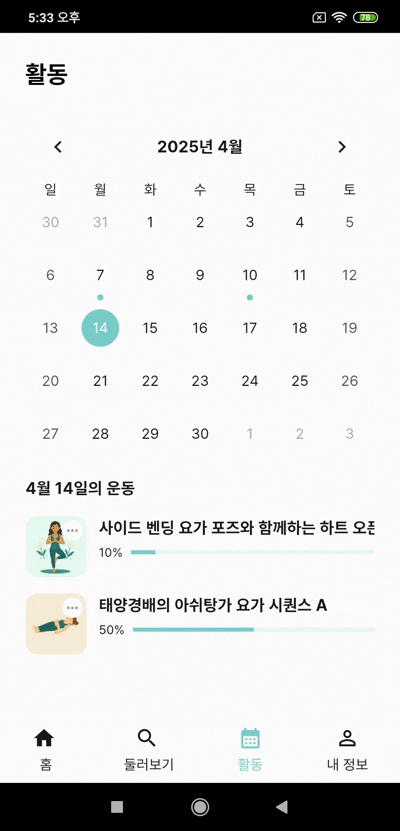 5:33 오후
78
활동
2025년 4월
일 월 화 수 목 금 토
30 31 1 2 3 4 5
6 7 8 9 10 11 12
13 14 15 16 17 18 19
20 21 22 23 24 25 26
27 28 29 30 1 2 3
4월 14일의 운동
사이드 벤딩 요가 포즈와 함께하는 하트 오픈
10%
태양경배의 아쉬탕가 요가 시퀀스 A
50%
홈 둘러보기 활동 내 정보